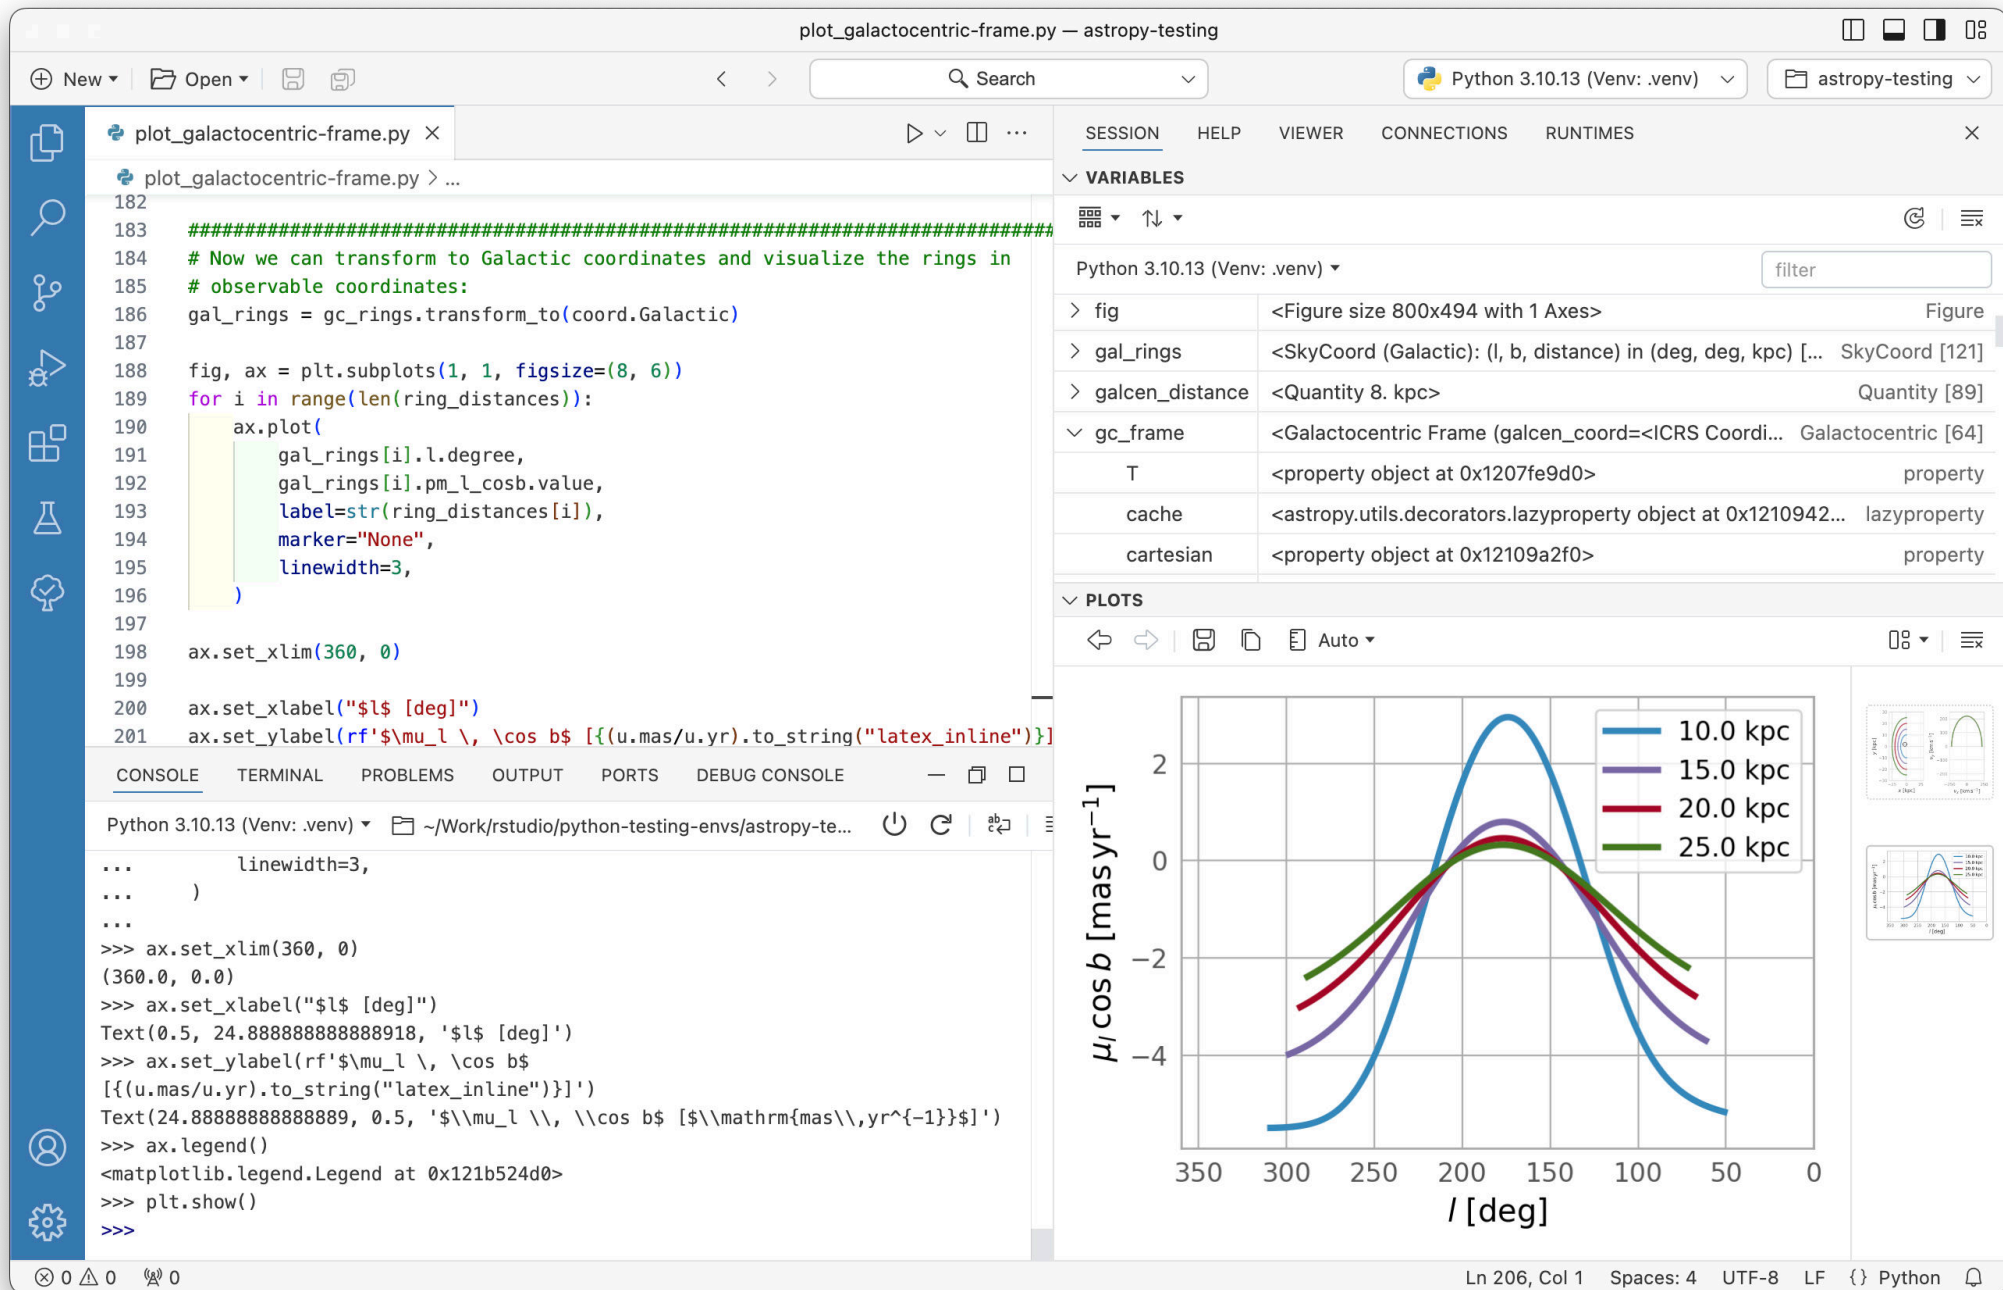 plot_galactocentric-frame.py — astropy-testing
New
Open
Search
Python 3.10.13 (Venv: .venv)
astropy-testing
plot_galactocentric-frame.py
plot_galactocentric-frame.py > ...
182
183 #############################################################################
184 # Now we can transform to Galactic coordinates and visualize the rings in
185 # observable coordinates:
186 gal_rings = gc_rings.transform_to(coord.Galactic)
187
188 fig, ax = plt.subplots(1, 1, figsize=(8, 6))
189 for i in range(len(ring_distances)):
190     ax.plot(
191         gal_rings[i].l.degree,
192         gal_rings[i].pm_l_cosb.value,
193         label=str(ring_distances[i]),
194         marker="None",
195         linewidth=3,
196     )
197
198 ax.set_xlim(360, 0)
199
200 ax.set_xlabel("$l$ [deg]")
201 ax.set_ylabel(rf'$\mu_l \, \cos b$ [{(u.mas/u.yr).to_string("latex_inline")}]
CONSOLE
TERMINAL
PROBLEMS
OUTPUT
PORTS
DEBUG CONSOLE
Python 3.10.13 (Venv: .venv)
~/Work/rstudio/python-testing-envs/astropy-te...
...         linewidth=3,
...     )
...
>>> ax.set_xlim(360, 0)
(360.0, 0.0)
>>> ax.set_xlabel("$l$ [deg]")
Text(0.5, 24.888888888888918, '$l$ [deg]')
>>> ax.set_ylabel(rf'$\mu_l \, \cos b$
[{(u.mas/u.yr).to_string("latex_inline")}]')
Text(24.88888888888889, 0.5, '$\\mu_l \\, \\cos b$ [$\\mathrm{mas\\,yr^{-1}}$]')
>>> ax.legend()
<matplotlib.legend.Legend at 0x121b524d0>
>>> plt.show()
>>>
SESSION
HELP
VIEWER
CONNECTIONS
RUNTIMES
VARIABLES
Python 3.10.13 (Venv: .venv)
filter
fig <Figure size 800x494 with 1 Axes> Figure
gal_rings <SkyCoord (Galactic): (l, b, distance) in (deg, deg, kpc) [... SkyCoord [121]
galcen_distance <Quantity 8. kpc> Quantity [89]
gc_frame <Galactocentric Frame (galcen_coord=<ICRS Coordi... Galactocentric [64]
T <property object at 0x1207fe9d0> property
cache <astropy.utils.decorators.lazyproperty object at 0x1210942... lazyproperty
cartesian <property object at 0x12109a2f0> property
PLOTS
Auto
10.0 kpc
15.0 kpc
20.0 kpc
25.0 kpc
2
0
−2
−4
μl cos b [mas yr−1]
350 300 250 200 150 100 50 0
l [deg]
0 0 0
Ln 206, Col 1
Spaces: 4
UTF-8
LF
{} Python